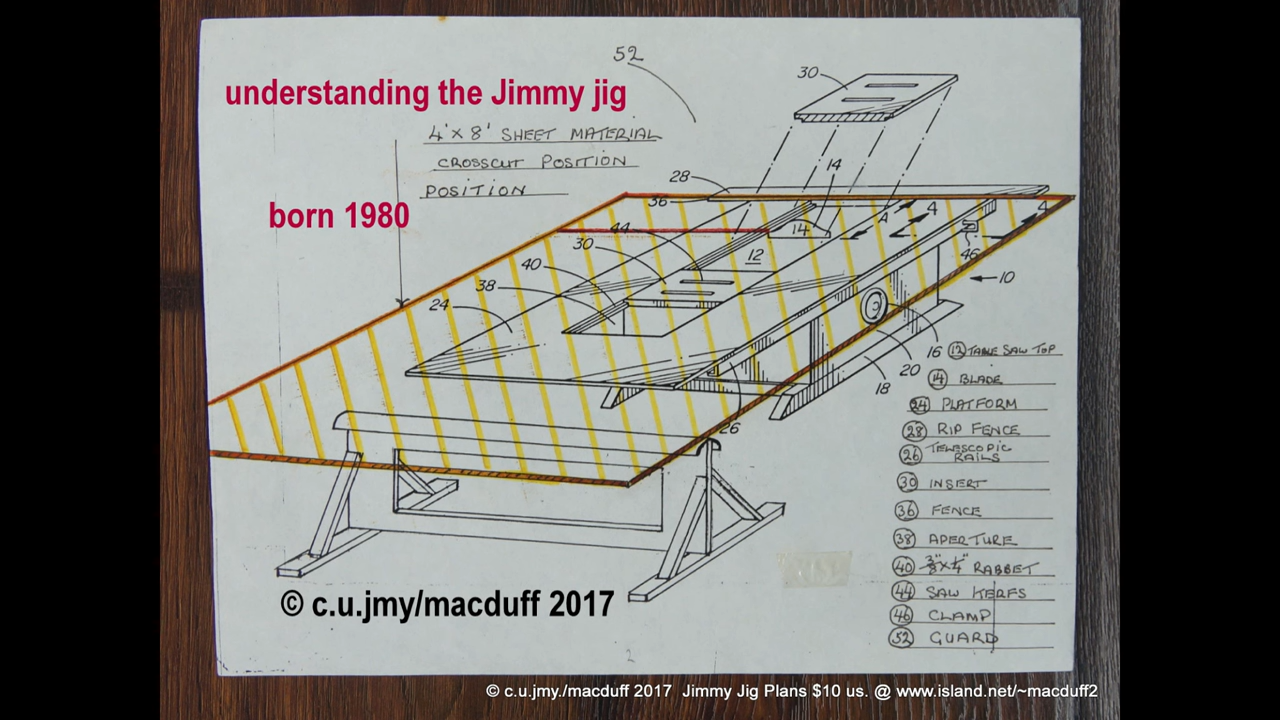 52
understanding the Jimmy jig
30
4'x8' SHEET MATERIAL
CROSSCUT POSITION
POSITION
14
28
36
born 1980
4
4
4
44
14
30
12
40
46
38
10
24
16
20
18
26
12 TABLE SAW TOP
14 BLADE
24 PLATFORM
28 RIP FENCE
26 TELESCOPIC RAILS
30 INSERT
36 FENCE
38 APERTURE
40 3/8"x1/4" RABBET
44 SAW KERFS
46 CLAMP
52 GUARD
© c.u.jmy/macduff 2017
2
© c.u.jmy./macduff 2017 Jimmy Jig Plans $10 us. @ www.island.net/~macduff2